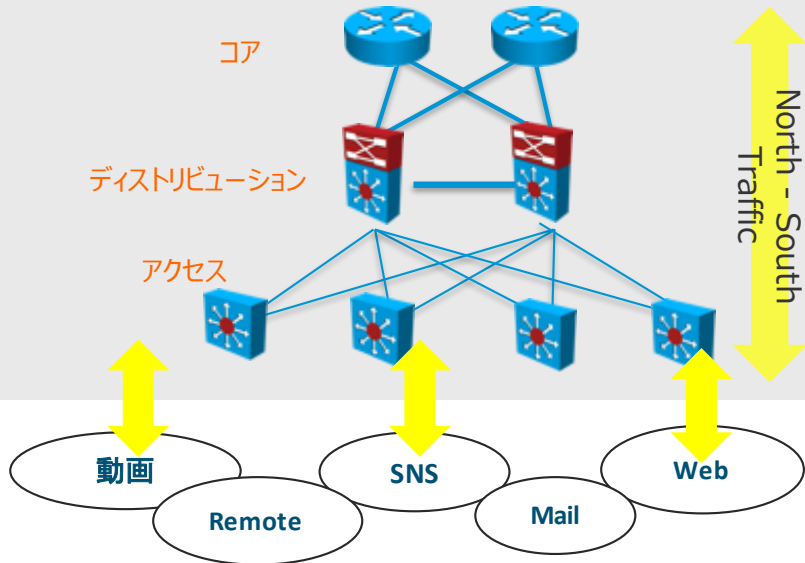 コア
ディストリビューション
アクセス
North - South
Traffic
動画
SNS
Web
Remote
Mail